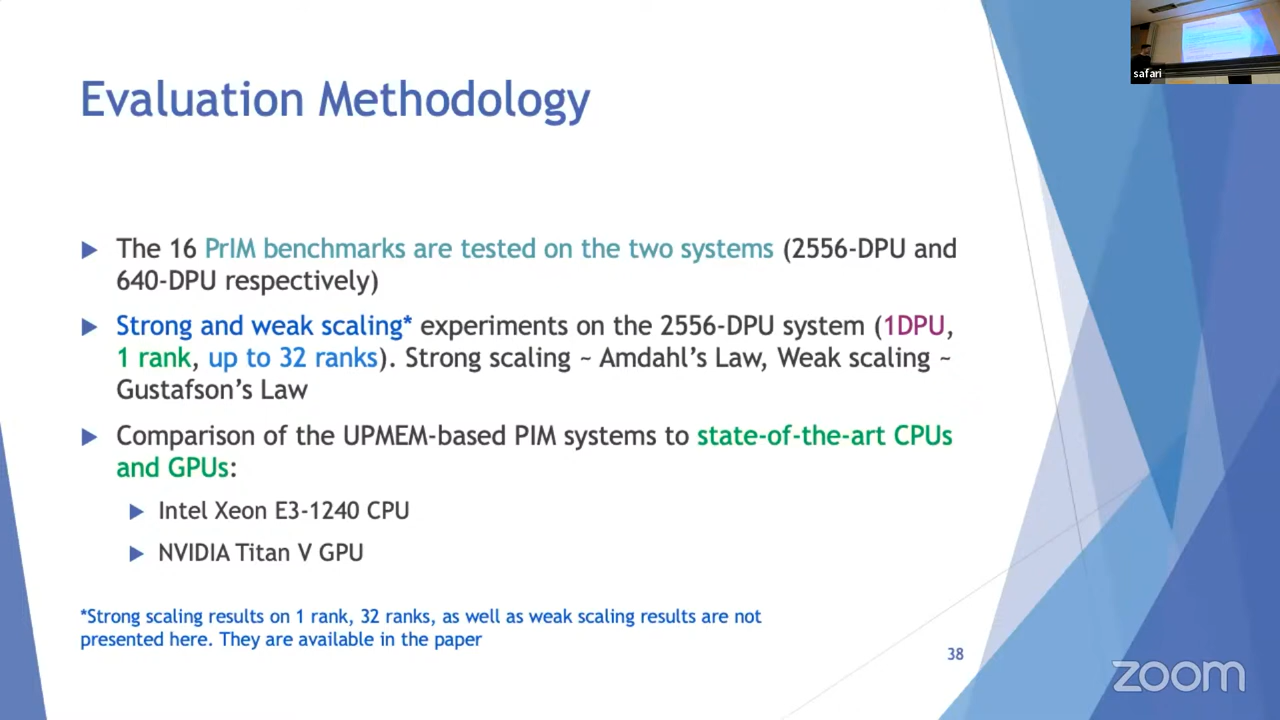 safari
Evaluation Methodology
The 16 PrIM benchmarks are tested on the two systems (2556-DPU and
640-DPU respectively)
Strong and weak scaling* experiments on the 2556-DPU system (1DPU,
1 rank, up to 32 ranks). Strong scaling ~ Amdahl's Law, Weak scaling ~
Gustafson's Law
Comparison of the UPMEM-based PIM systems to state-of-the-art CPUs
and GPUs:
Intel Xeon E3-1240 CPU
NVIDIA Titan V GPU
*Strong scaling results on 1 rank, 32 ranks, as well as weak scaling results are not
presented here. They are available in the paper
38
zoom